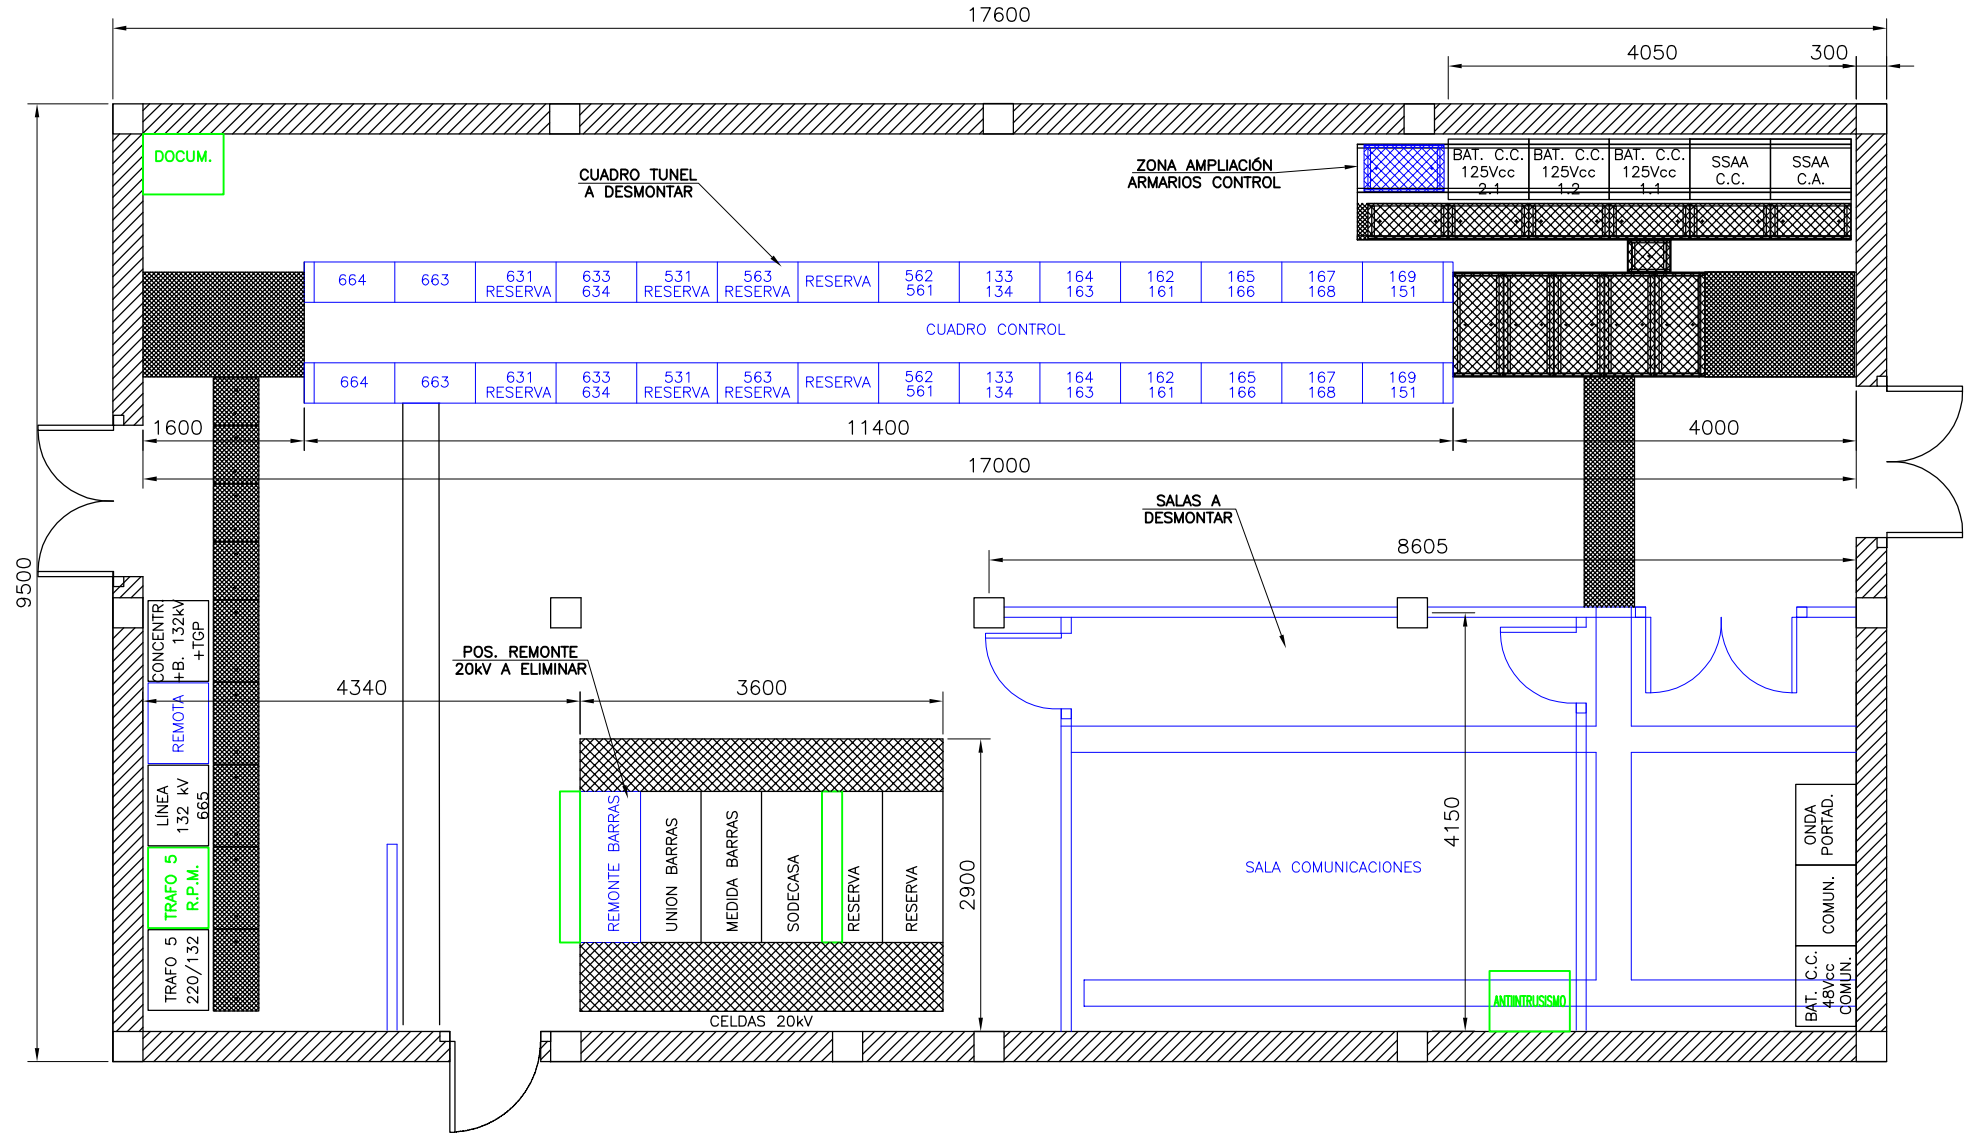 17600
4050
300
DOCUM.
CUADRO TUNEL
A DESMONTAR
ZONA AMPLIACIÓN
ARMARIOS CONTROL
BAT. C.C.
125Vcc
2.1
BAT. C.C.
125Vcc
1.2
BAT. C.C.
125Vcc
1.1
SSAA
C.C.
SSAA
C.A.
664
663
631
RESERVA
633
634
531
RESERVA
563
RESERVA
RESERVA
562
561
133
134
164
163
162
161
165
166
167
168
169
151
CUADRO CONTROL
664
663
631
RESERVA
633
634
531
RESERVA
563
RESERVA
RESERVA
562
561
133
134
164
163
162
161
165
166
167
168
169
151
1600
11400
4000
17000
9500
SALAS A
DESMONTAR
8605
CONCENTR.
+B. 132kV
+TGP
REMOTA
LÍNEA
132 kV
665
TRAFO 5
R.P.M.
TRAFO 5
220/132
POS. REMONTE
20kV A ELIMINAR
4340
3600
REMONTE BARRAS
UNION BARRAS
MEDIDA BARRAS
SODECASA
RESERVA
RESERVA
2900
CELDAS 20kV
4150
SALA COMUNICACIONES
ANTIINTRUSISMO
ONDA
PORTAD.
COMUN.
BAT. C.C.
48Vcc
COMUN.